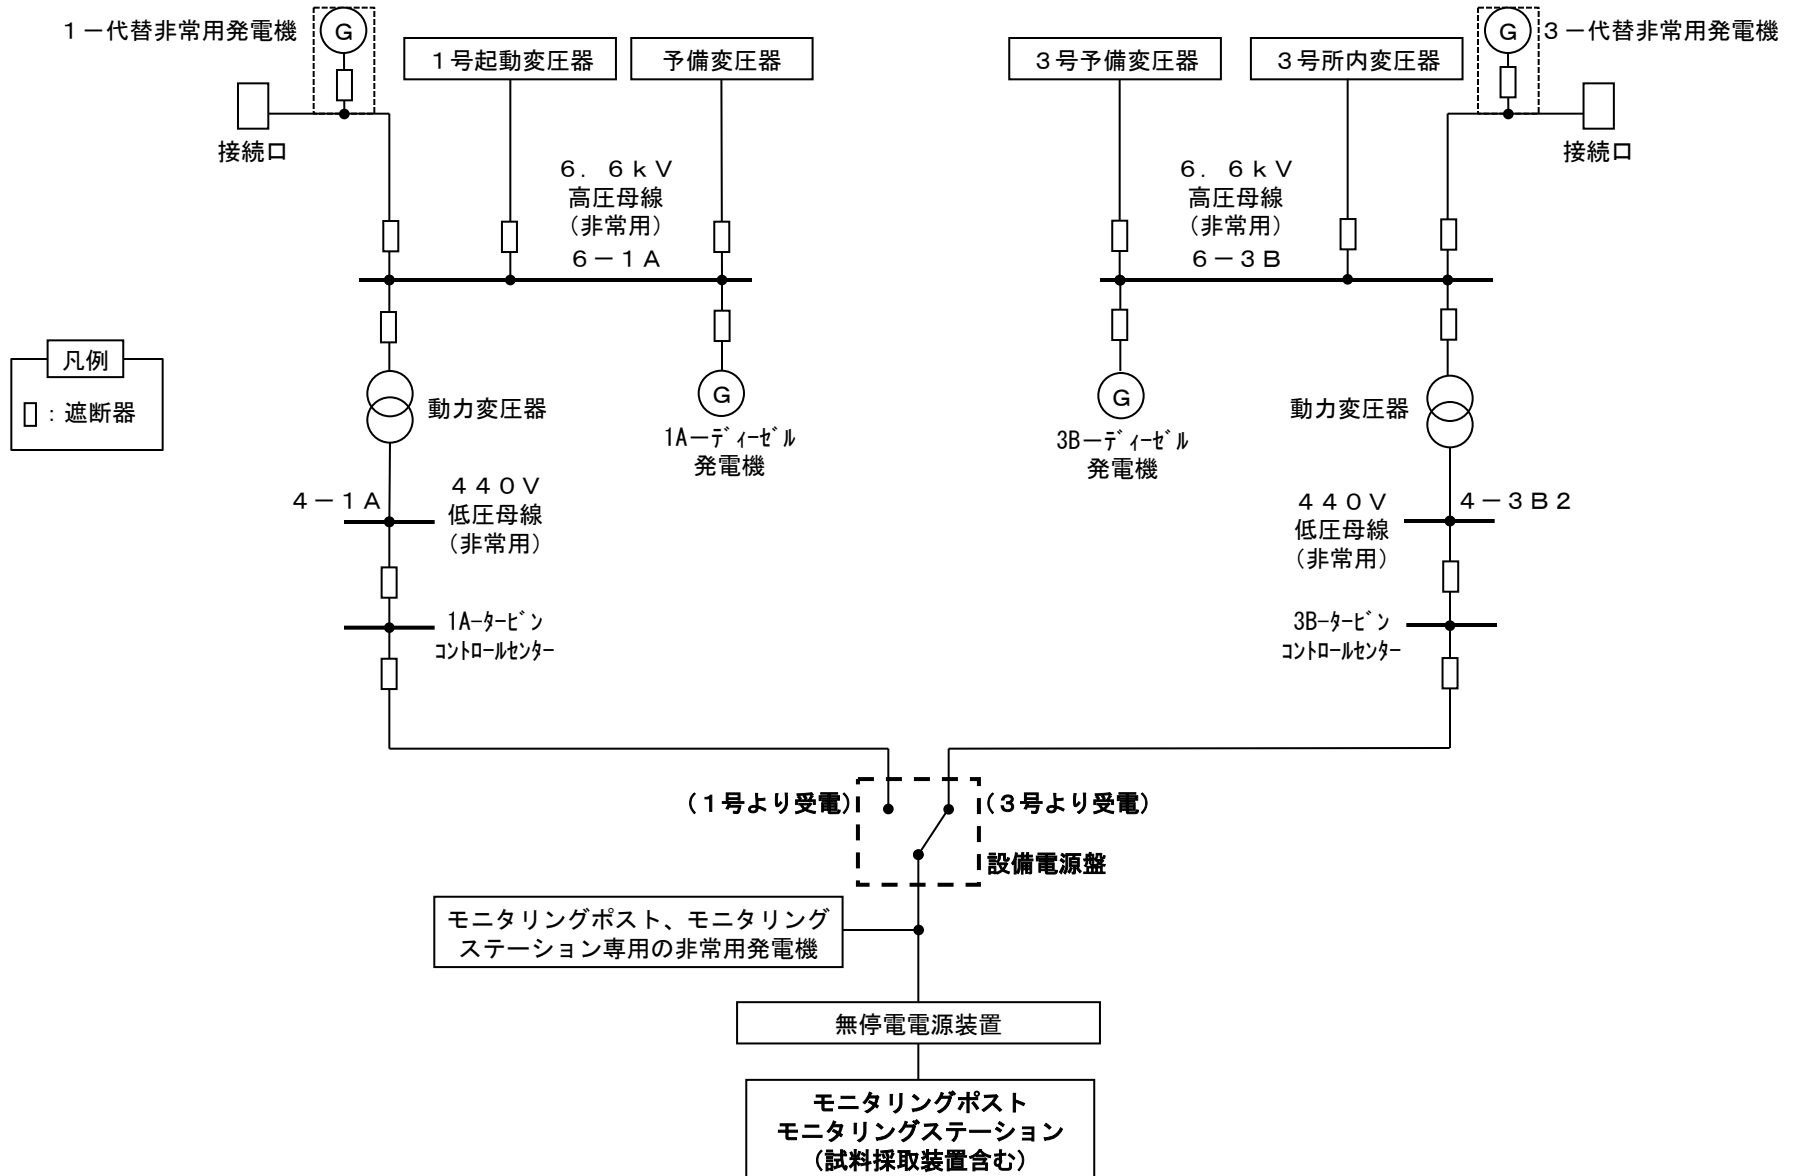 1－代替非常用発電機
G
1号起動変圧器
予備変圧器
3号予備変圧器
3号所内変圧器
G
3－代替非常用発電機
接続口
接続口
6．6ｋV
高圧母線
（非常用）
6－1A
6．6ｋV
高圧母線
（非常用）
6－3B
凡例
：遮断器
動力変圧器
G
1A－ディーゼル
発電機
G
3B－ディーゼル
発電機
動力変圧器
4－1A
440V
低圧母線
（非常用）
440V
低圧母線
（非常用）
4－3B2
1A-タービン
コントロールセンター
3B-タービン
コントロールセンター
（1号より受電）
（3号より受電）
設備電源盤
モニタリングポスト、モニタリング
ステーション専用の非常用発電機
無停電電源装置
モニタリングポスト
モニタリングステーション
（試料採取装置含む）